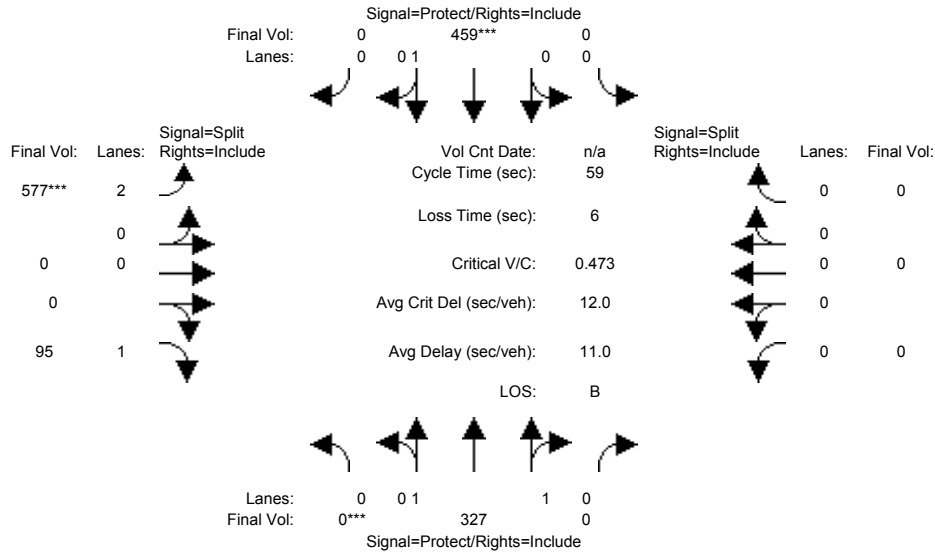 Signal=Protect/Rights=Include
Final Vol: 0 459*** 0
Lanes: 0 0 1 0 0
Signal=Split Signal=Split
Final Vol: Lanes: Rights=Include Vol Cnt Date: n/a Rights=Include Lanes: Final Vol:
Cycle Time (sec): 59
577*** 2 0 0
Loss Time (sec): 6
0 0
0 0 Critical V/C: 0.473 0 0
0 Avg Crit Del (sec/veh): 12.0 0
95 1 Avg Delay (sec/veh): 11.0 0 0
LOS: B
Lanes: 0 0 1 1 0
Final Vol: 0*** 327 0
Signal=Protect/Rights=Include